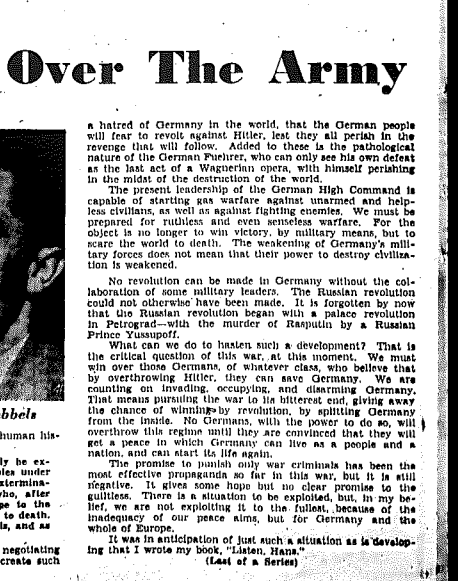 Over The Army
a hatred of Germany in the world, that the German people
will fear to revolt against Hitler, lest they all perish in the
revenge that will follow. Added to these is the pathological
nature of the German Fuehrer, who can only see his own defeat
as the last act of a Wagnerian opera, with himself perishing
in the midst of the destruction of the world.
The present leadership of the German High Command is
capable of starting gas warfare against unarmed and help-
less civilians, as well as against fighting enemies. We must be
prepared for ruthless and even senseless warfare. For the
object is no longer to win victory, by military means, but to
scare the world to death. The weakening of Germany's mili-
tary forces does not mean that their power to destroy civiliza-
tion is weakened.
No revolution can be made in Germany without the col-
laboration of some military leaders. The Russian revolution
could not otherwise have been made. It is forgotten by now
that the Russian revolution began with a palace revolution
in Petrograd—with the murder of Rasputin by a Russian
Prince Yussupoff.
What can we do to hasten such a development? That is
the critical question of this war, at this moment. We must
win over those Germans, of whatever class, who believe that
by overthrowing Hitler, they can save Germany. We are
counting on invading, occupying, and disarming Germany.
That means pursuing the war to its bitterest end, giving away
the chance of winning by revolution, by splitting Germany
from the inside. No Germans, with the power to do so, will
overthrow this regime until they are convinced that they will
get a peace in which Germany can live as a people and a
nation, and can start its life again.
The promise to punish only war criminals has been the
most effective propaganda so far in this war, but it is still
negative. It gives some hope but no clear promise to the
guiltless. There is a situation to be exploited, but, in my be-
lief, we are not exploiting it to the fullest, because of the
inadequacy of our peace aims, but for Germany and the
whole of Europe.
It was in anticipation of just such a situation as is develop-
ing that I wrote my book, "Listen, Hans."
(Last of a Series)
bbels
human his-
ly be ex-
les under
xtermina-
ho, after
pe to the
to death.
ls, and as
negotiating
create such